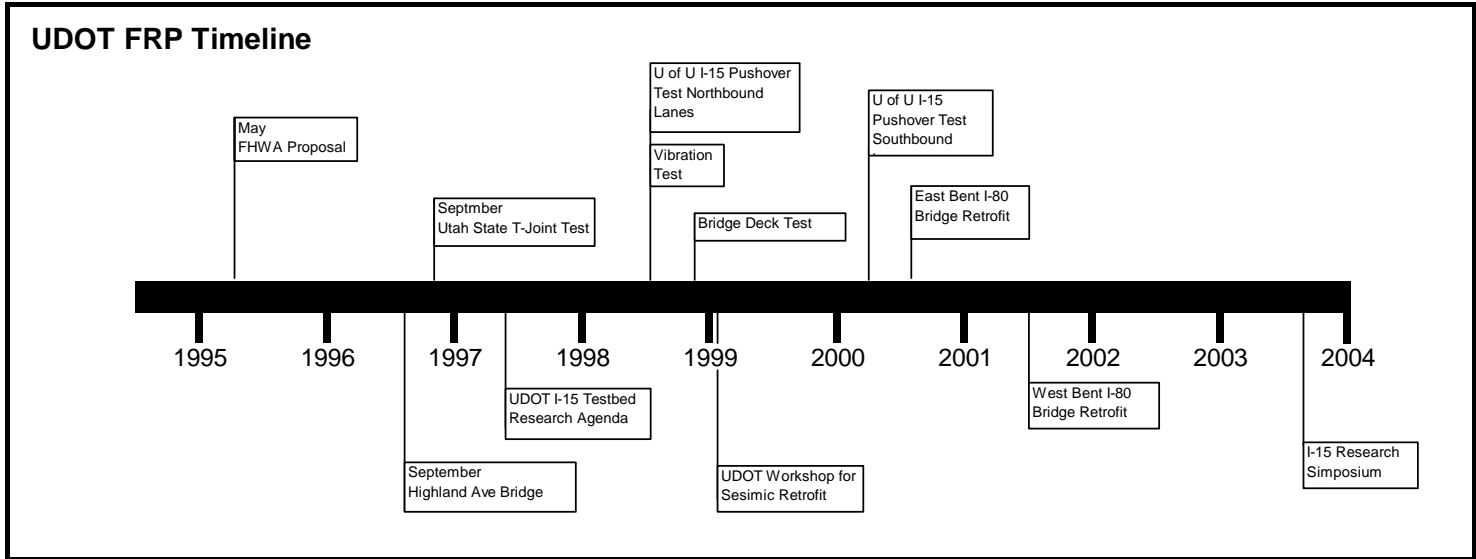 UDOT FRP Timeline
May
FHWA Proposal
Septmber
Utah State T-Joint Test
U of U I-15 Pushover
Test Northbound
Lanes
Vibration
Test
Bridge Deck Test
U of U I-15
Pushover Test
Southbound
East Bent I-80
Bridge Retrofit
1995
1996
1997
1998
1999
2000
2001
2002
2003
2004
September
Highland Ave Bridge
UDOT I-15 Testbed
Research Agenda
UDOT Workshop for
Sesimic Retrofit
West Bent I-80
Bridge Retrofit
I-15 Research
Simposium